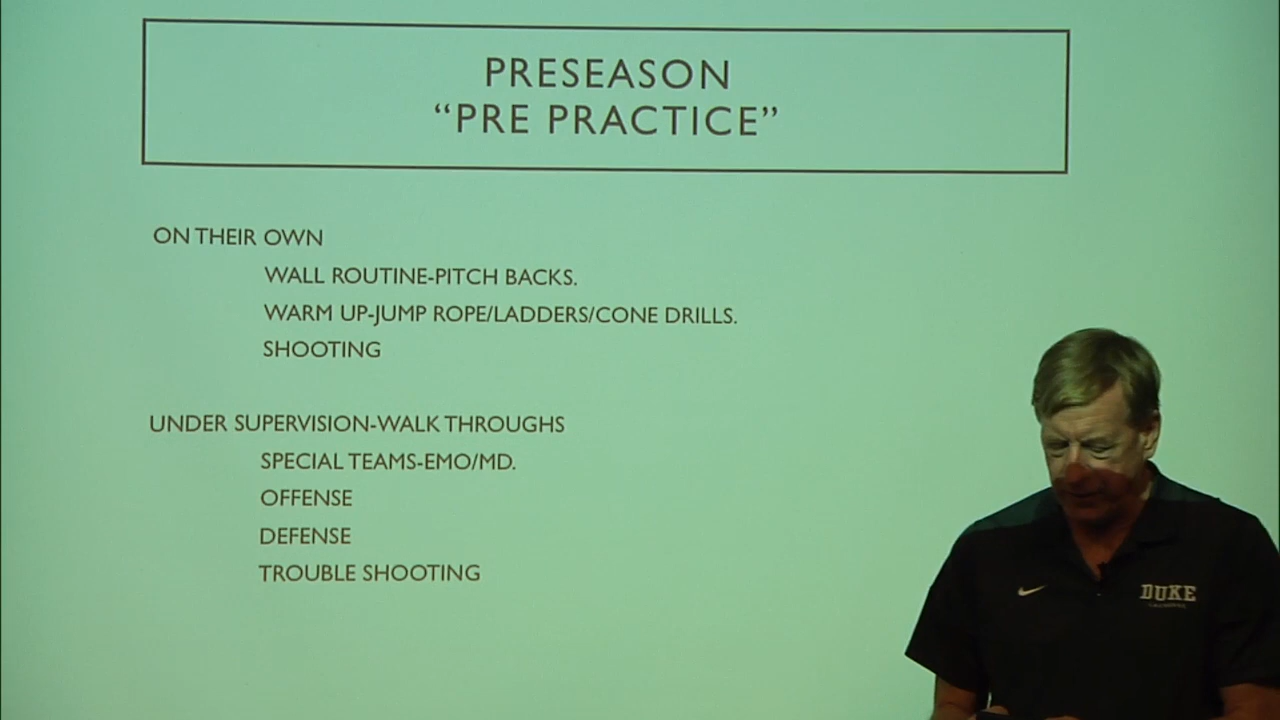 PRESEASON
“PRE PRACTICE”
ON THEIR OWN
WALL ROUTINE-PITCH BACKS.
WARM UP-JUMP ROPE/LADDERS/CONE DRILLS.
SHOOTING
UNDER SUPERVISION-WALK THROUGHS
SPECIAL TEAMS-EMO/MD.
OFFENSE
DEFENSE
TROUBLE SHOOTING
DUKE